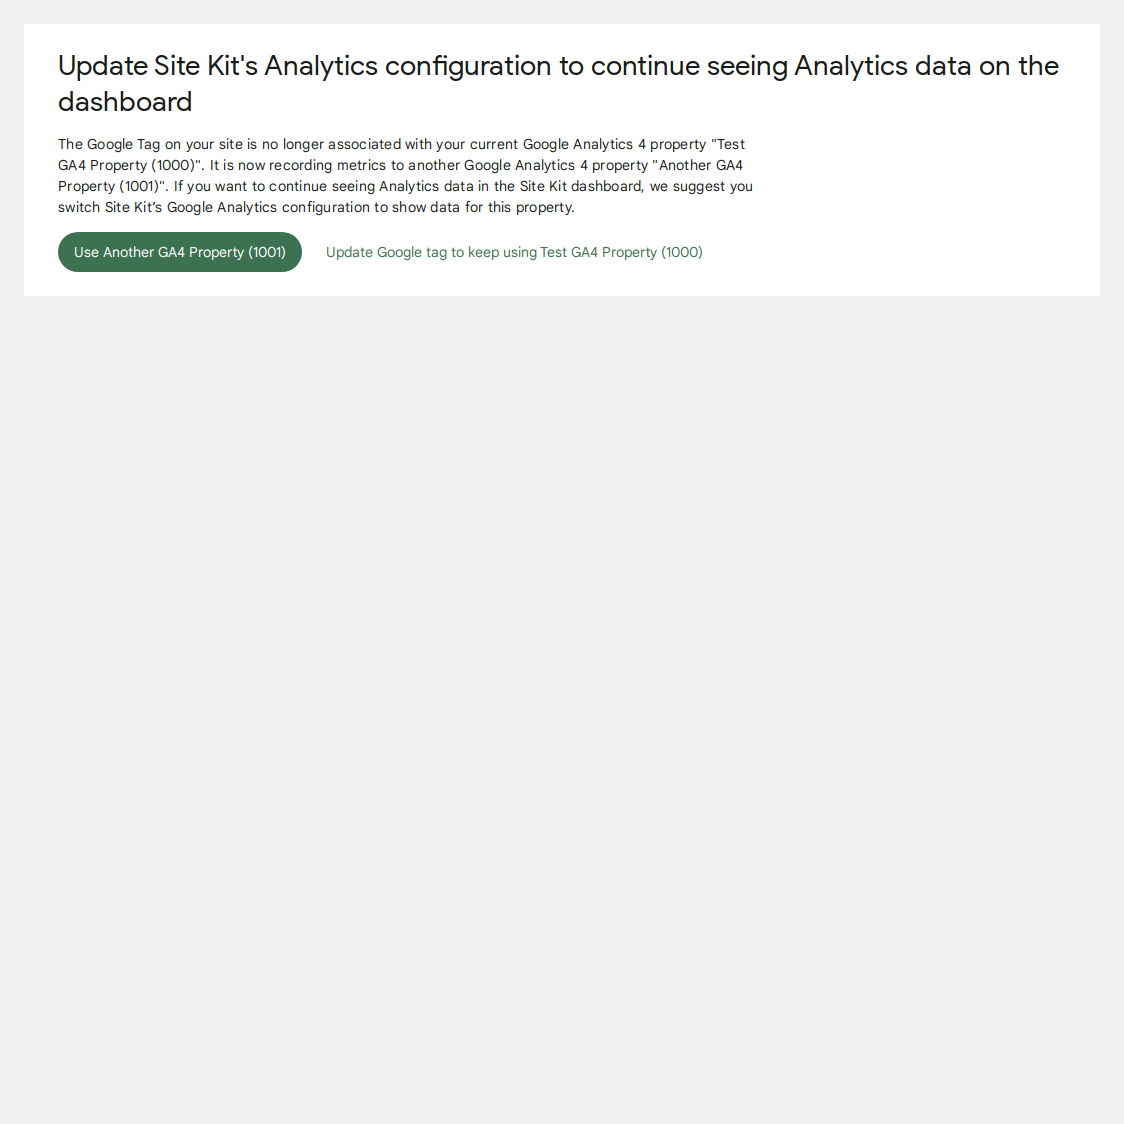 Update Site Kit's Analytics configuration to continue seeing Analytics data on the
dashboard
The Google Tag on your site is no longer associated with your current Google Analytics 4 property "Test
GA4 Property (1000)". It is now recording metrics to another Google Analytics 4 property "Another GA4
Property (1001)". If you want to continue seeing Analytics data in the Site Kit dashboard, we suggest you
switch Site Kit’s Google Analytics configuration to show data for this property.
Use Another GA4 Property (1001)
Update Google tag to keep using Test GA4 Property (1000)